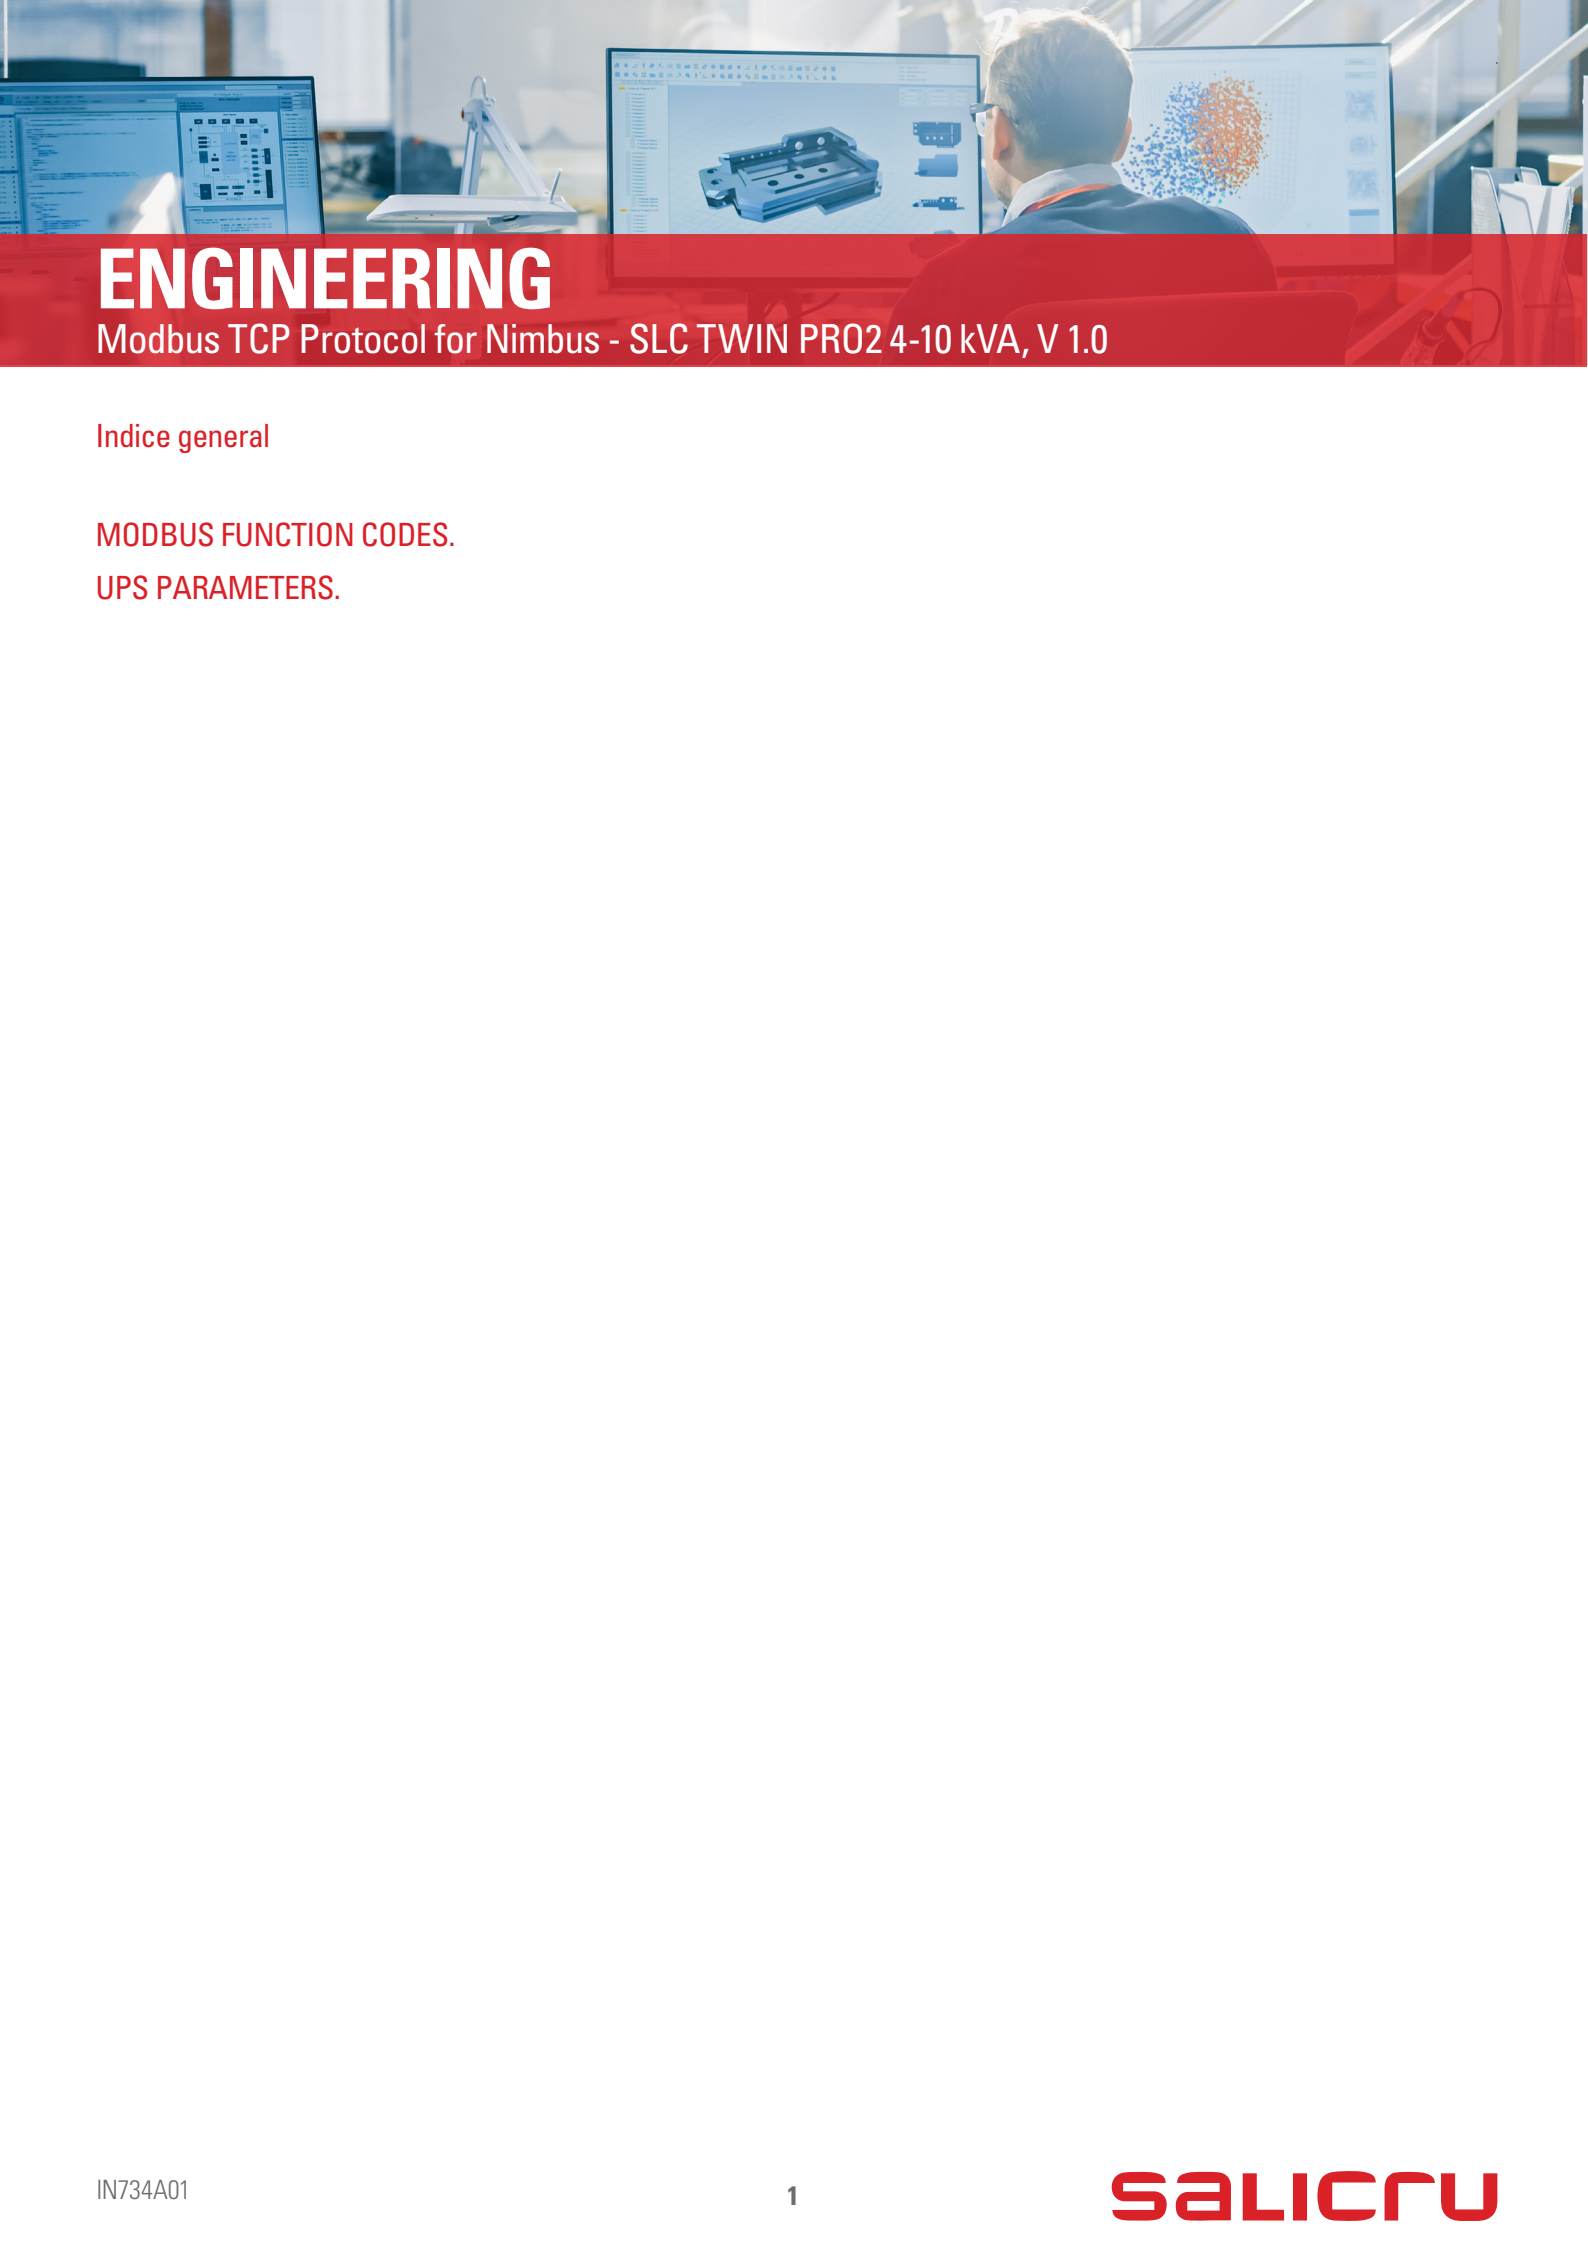 ENGINEERING
Modbus TCP Protocol for Nimbus - SLC TWIN PRO2 4-10 kVA, V 1.0
Indice general
MODBUS FUNCTION CODES.
UPS PARAMETERS.
IN734A01
1
salicru